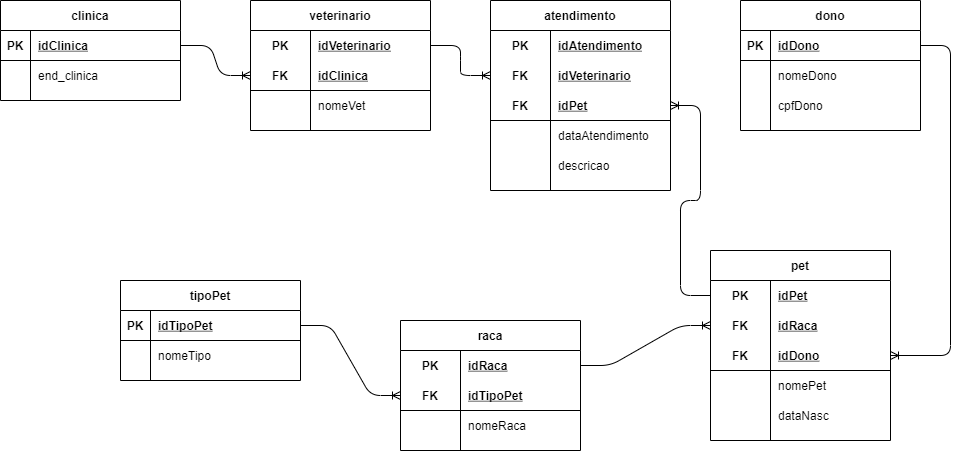 clinica
PK idClinica
end_clinica
veterinario
PK idVeterinario
FK idClinica
nomeVet
atendimento
PK idAtendimento
FK idVeterinario
FK idPet
dataAtendimento
descricao
dono
PK idDono
nomeDono
cpfDono
tipoPet
PK idTipoPet
nomeTipo
raca
PK idRaca
FK idTipoPet
nomeRaca
pet
PK idPet
FK idRaca
FK idDono
nomePet
dataNasc